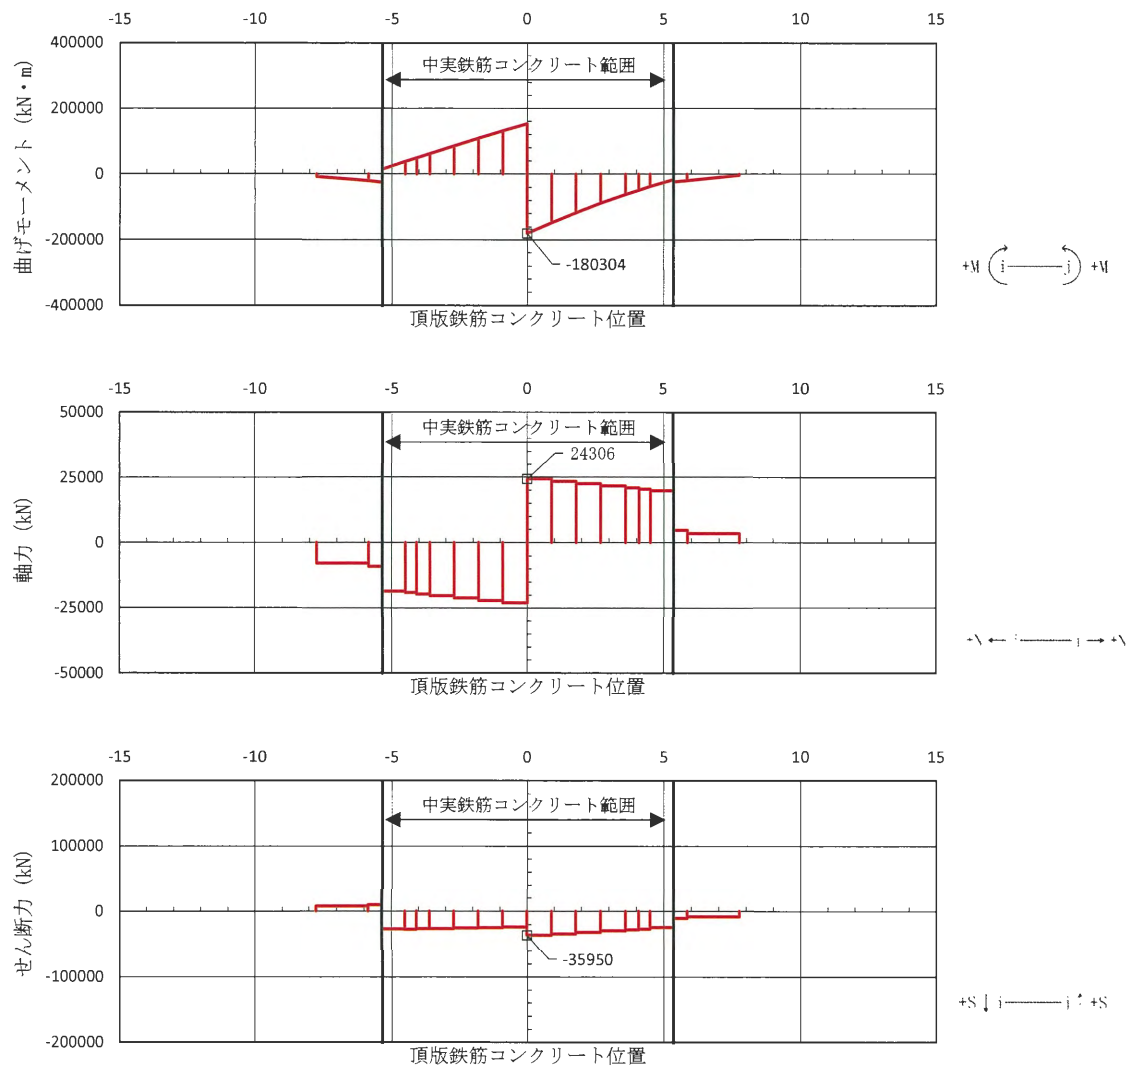 -15 -10 -5 0 5 10 15
400000
中実鉄筋コンクリート範囲
200000
0
-200000
-180304
-400000
曲げモーメント (kN・m)
頂版鉄筋コンクリート位置
+M i j +M
-15 -10 -5 0 5 10 15
50000
中実鉄筋コンクリート範囲
24306
25000
0
-25000
-50000
軸力 (kN)
頂版鉄筋コンクリート位置
-15 -10 -5 0 5 10 15
200000
中実鉄筋コンクリート範囲
100000
0
-35950
-100000
-200000
せん断力 (kN)
頂版鉄筋コンクリート位置
+S i j +S